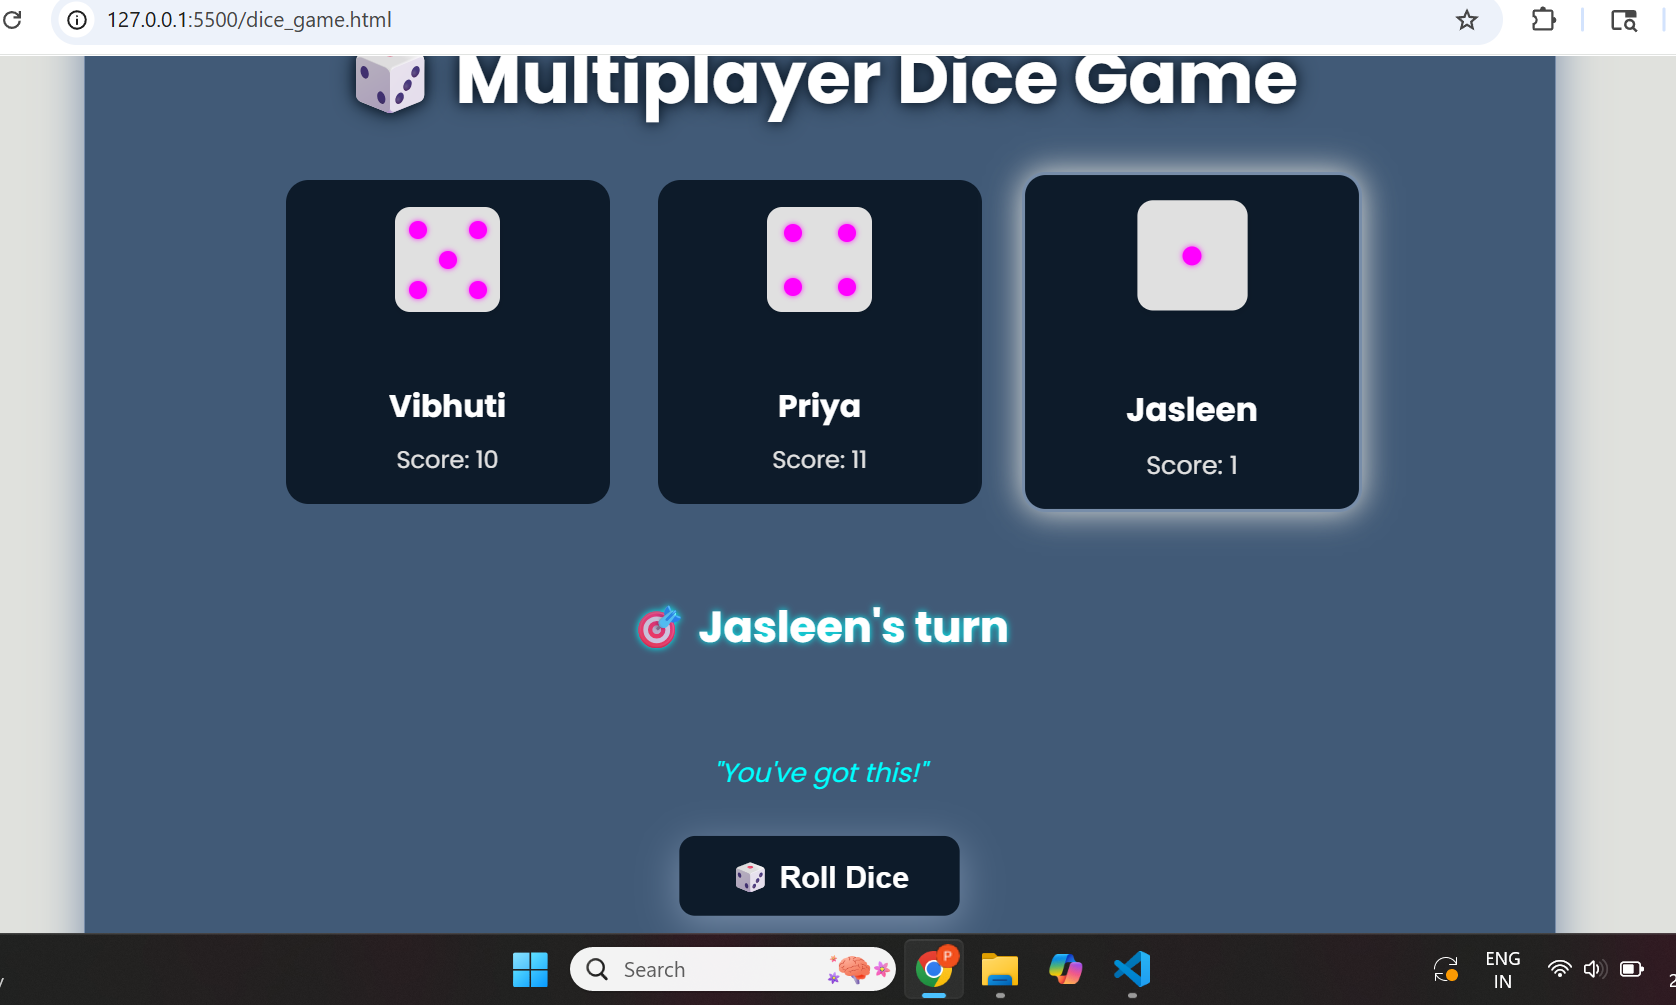 127.0.0.1:5500/dice_game.html
Multiplayer Dice Game
Vibhuti
Score: 10
Priya
Score: 11
Jasleen
Score: 1
Jasleen's turn
"You've got this!"
Roll Dice
Search
P
ENG
IN